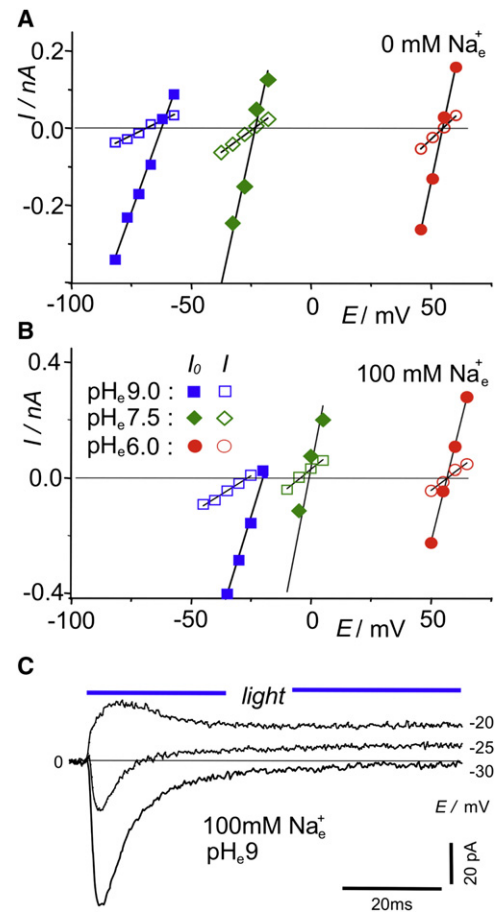 A
I / nA
0 mM Na⁺ₑ
0.2
0.0
-0.2
-100 -50 0 50
E / mV
B
I / nA
100 mM Na⁺ₑ
0.4
0.0
-0.4
I₀ I
pHₑ9.0 :
pHₑ7.5 :
pHₑ6.0 :
-100 -50 0 50
E / mV
C
light
0
-20
-25
-30
E / mV
100mM Na⁺ₑ
pHₑ9
20 pA
20ms